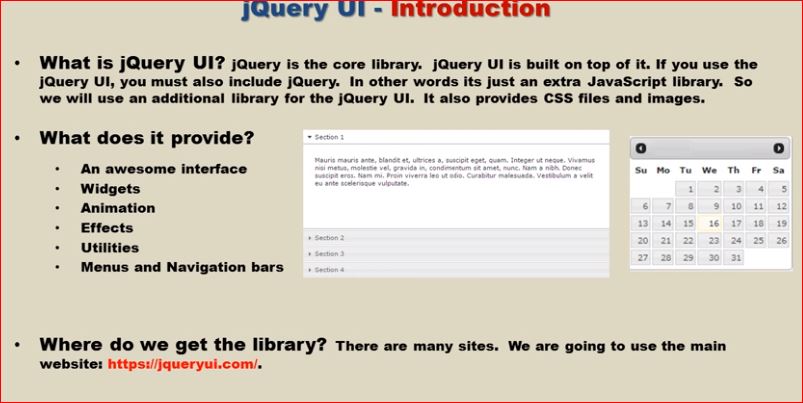 jQuery UI - Introduction
• What is jQuery UI? jQuery is the core library. jQuery UI is built on top of it. If you use the
jQuery UI, you must also include jQuery. In other words its just an extra JavaScript library. So
we will use an additional library for the jQuery UI. It also provides CSS files and images.
• What does it provide?
• An awesome interface
• Widgets
• Animation
• Effects
• Utilities
• Menus and Navigation bars
Section 1
Mauris mauris ante, blandit et, ultrices a, suscipit eget, quam. Integer ut neque. Vivamus
nisi metus, molestie vel, gravida in, condimentum sit amet, nunc. Nam a nibh. Donec
suscipit eros. Nam mi. Proin viverra leo ut odio. Curabitur malesuada. Vestibulum a velit
eu ante scelerisque vulputate.
Section 2
Section 3
Section 4
Su Mo Tu We Th Fr Sa
1 2 3 4 5
6 7 8 9 10 11 12
13 14 15 16 17 18 19
20 21 22 23 24 25 26
27 28 29 30 31
• Where do we get the library? There are many sites. We are going to use the main
website: https://jqueryui.com/.